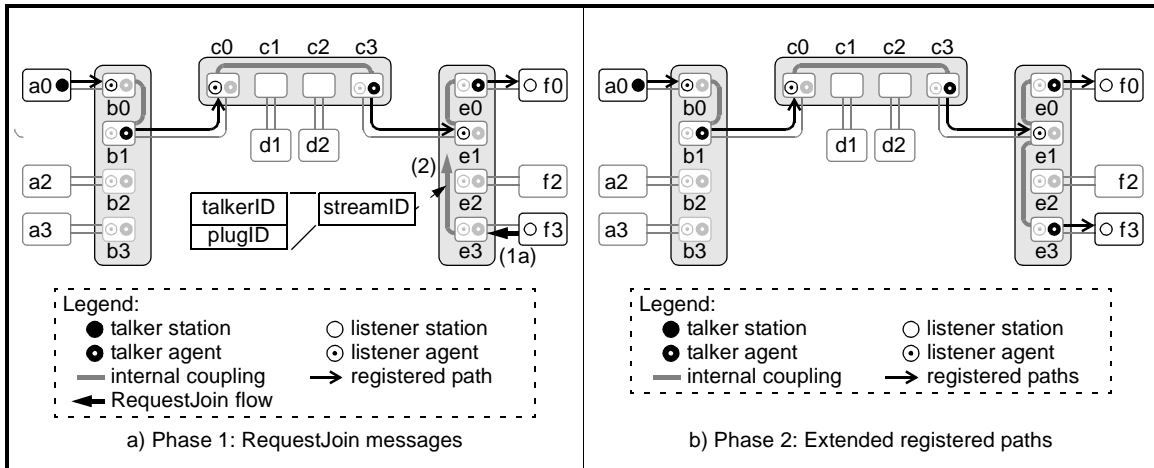 c0 c1 c2 c3
a0 b0 e0 f0
b1 d1 d2 e1
(2)
a2 b2 talkerID streamID e2 f2
plugID
a3 b3 e3 f3
(1a)
Legend:
talker station listener station
talker agent listener agent
internal coupling registered path
RequestJoin flow
a) Phase 1: RequestJoin messages
c0 c1 c2 c3
a0 b0 e0 f0
b1 d1 d2 e1
a2 b2 e2 f2
a3 b3 e3 f3
Legend:
talker station listener station
talker agent listener agent
internal coupling registered paths
b) Phase 2: Extended registered paths